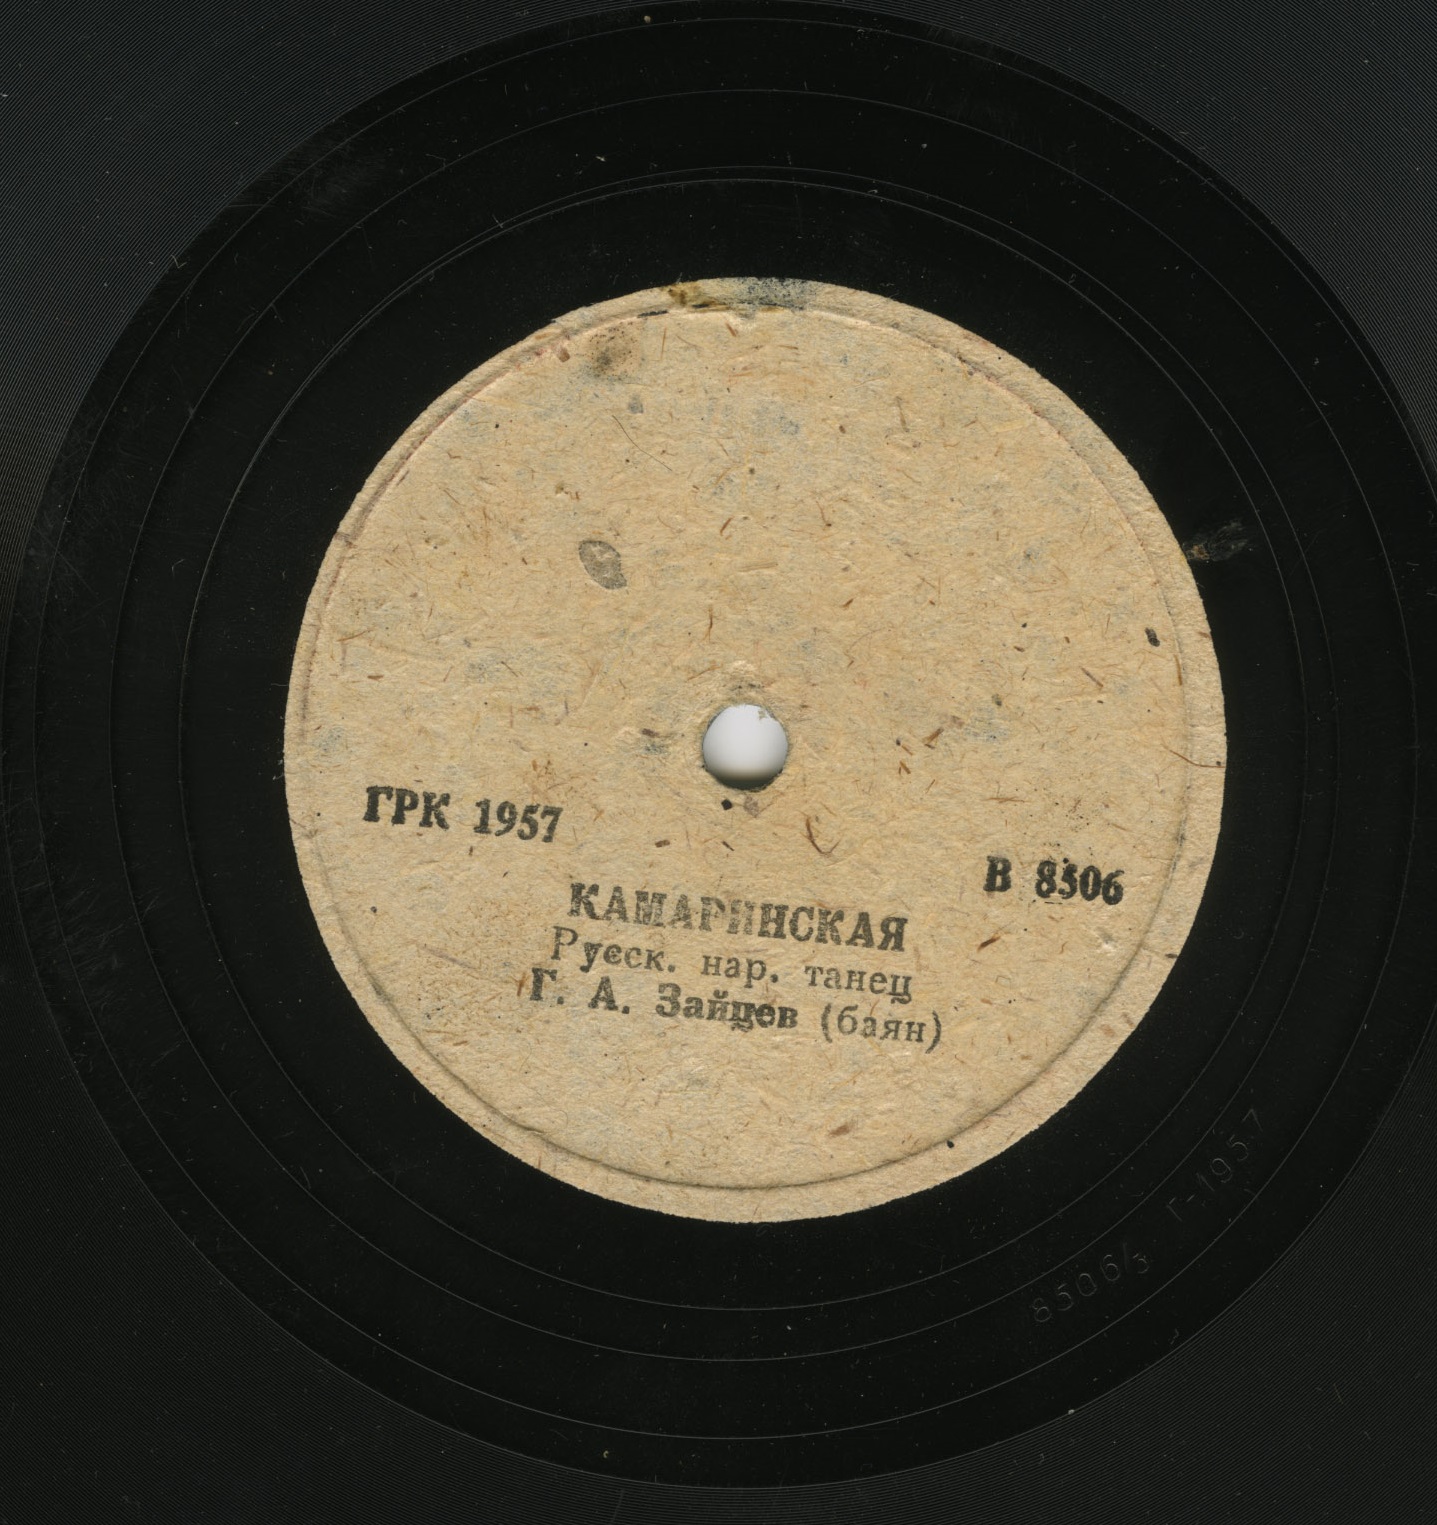 ГРК 1957
В 8506
КАМАРИНСКАЯ
Русск. нар. танец
Г. А. Зайцев (баян)
Г-1957
8506/3